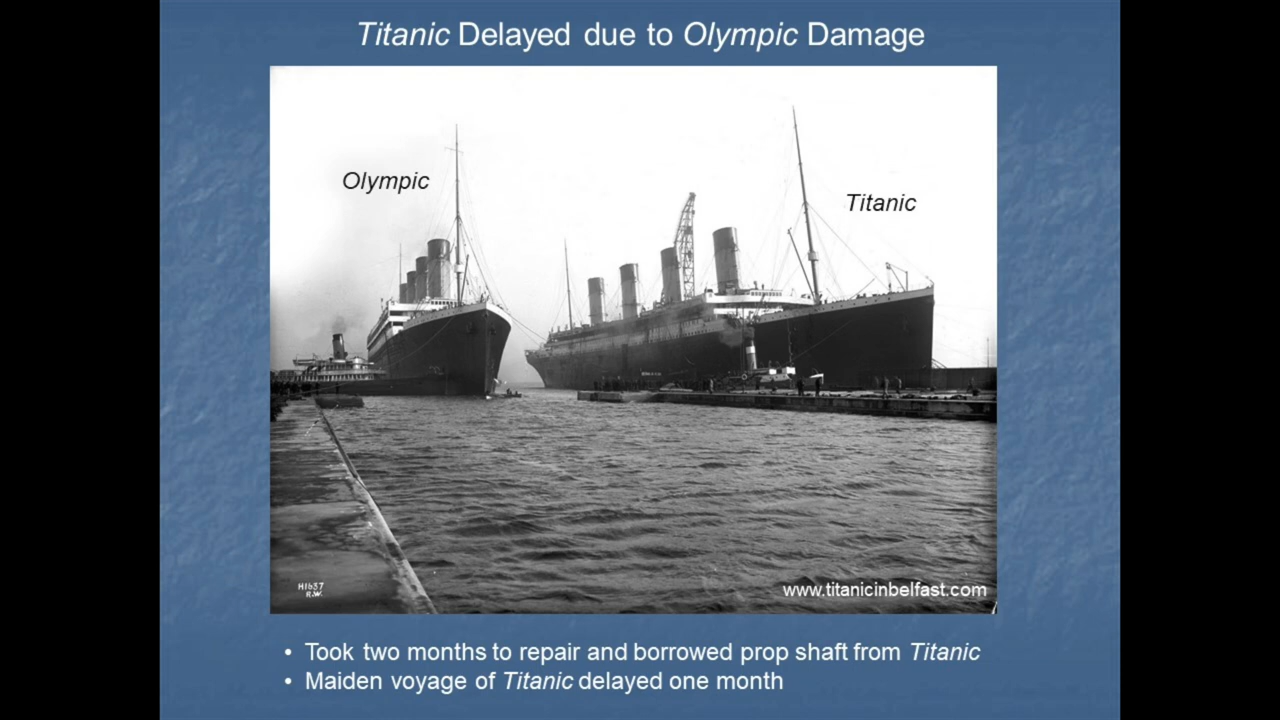 Titanic Delayed due to Olympic Damage
Olympic
Titanic
H1637
R.W.
www.titanicinbelfast.com
• Took two months to repair and borrowed prop shaft from Titanic
• Maiden voyage of Titanic delayed one month